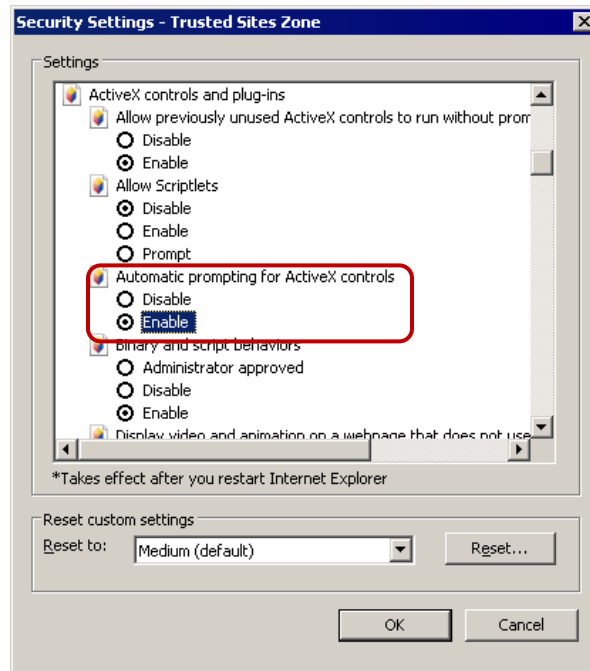 Security Settings - Trusted Sites Zone
Settings
ActiveX controls and plug-ins
Allow previously unused ActiveX controls to run without prom
Disable
Enable
Allow Scriptlets
Disable
Enable
Prompt
Automatic prompting for ActiveX controls
Disable
Enable
Binary and script behaviors
Administrator approved
Disable
Enable
Display video and animation on a webpage that does not use
*Takes effect after you restart Internet Explorer
Reset custom settings
Reset to: Medium (default) Reset...
OK Cancel